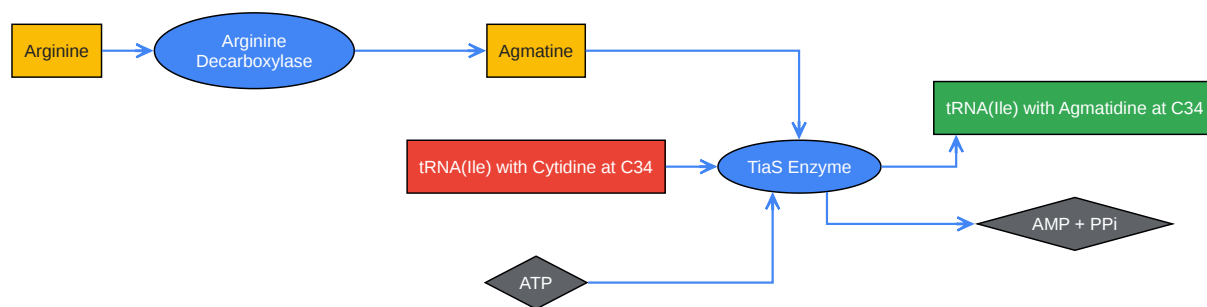 Arginine
Arginine
Decarboxylase
Agmatine
tRNA(Ile) with Agmatidine at C34
tRNA(Ile) with Cytidine at C34
TiaS Enzyme
AMP + PPi
ATP